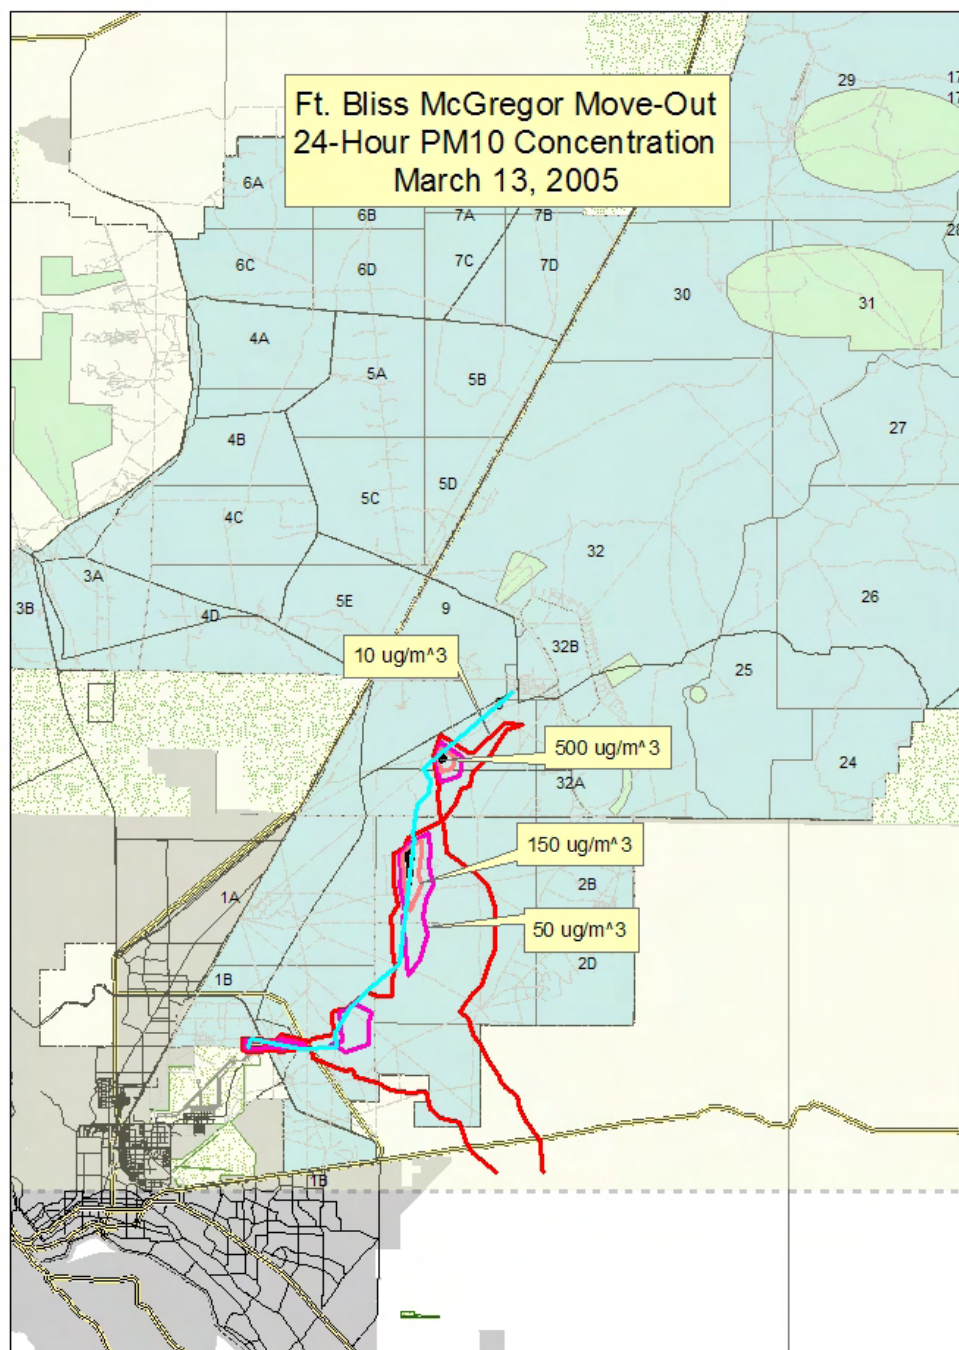 Ft. Bliss McGregor Move-Out
24-Hour PM10 Concentration
March 13, 2005
29
17
17
6A
6B
7A
7B
28
6C
6D
7C
7D
30
31
4A
5A
5B
4B
27
5C
5D
4C
32
3A
3B
4D
5E
9
26
32B
10 ug/m^3
25
500 ug/m^3
24
32A
150 ug/m^3
1A
2B
50 ug/m^3
2D
1B
1B